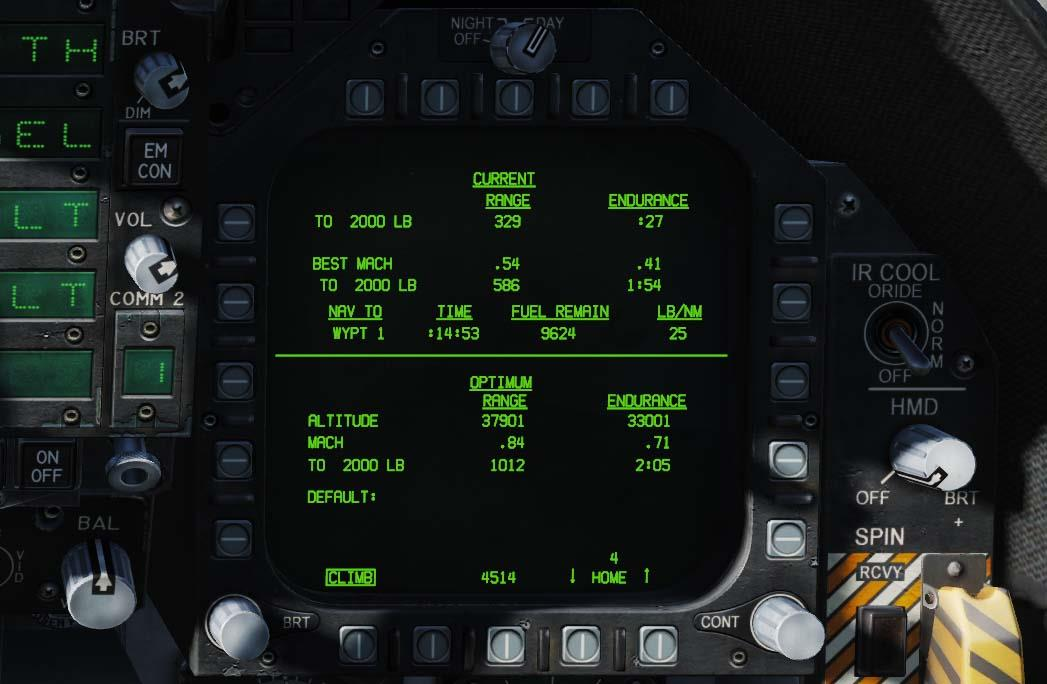 NIGHT DAY
OFF
TH
BRT
DIM
EM
CON
VOL
LT
LT
COMM 2
1
ON
OFF
BAL
CURRENT
RANGE ENDURANCE
TO 2000 LB 329 :27
BEST MACH .54 .41
TO 2000 LB 586 1:54
NAV TO TIME FUEL REMAIN LB/NM
WYPT 1 :14:53 9624 25
OPTIMUM
RANGE ENDURANCE
ALTITUDE 37901 33001
MACH .84 .71
TO 2000 LB 1012 2:05
DEFAULT:
4
CLIMB 4514 ↓ HOME ↑
BRT
CONT
IR COOL
ORIDE
NORM
OFF
HMD
OFF BRT
+
SPIN
RCVY